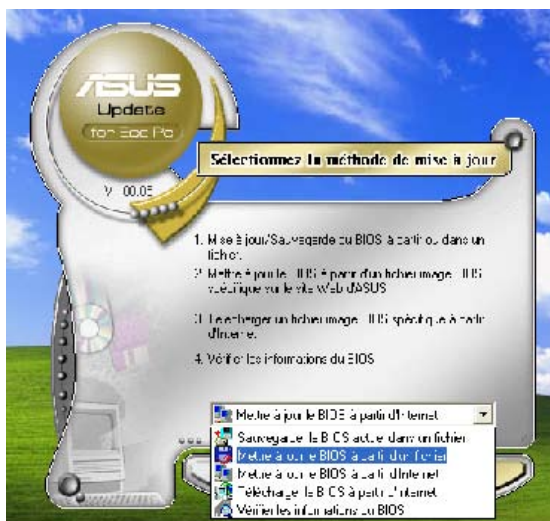 ASUS
Update
for Eee PC
V 00.05
Sélectionnez la méthode de mise à jour
1. Mise à jour/Sauvegarde du BIOS à partir ou dans un
fichier.
2. Mettre à jour le BIOS à partir d'un fichier image BIOS
spécifique sur le site Web d'ASUS
3. Télécharger un fichier image BIOS spécifique à partir
d'Internet
4. Vérifier les informations du BIOS
Mettre à jour le BIOS à partir d'Internet
Sauvegarder le BIOS actuel dans un fichier
Mettre à jour le BIOS à partir d'un fichier
Mettre à jour le BIOS à partir d'Internet
Télécharger le BIOS à partir d'Internet
Vérifier les informations du BIOS